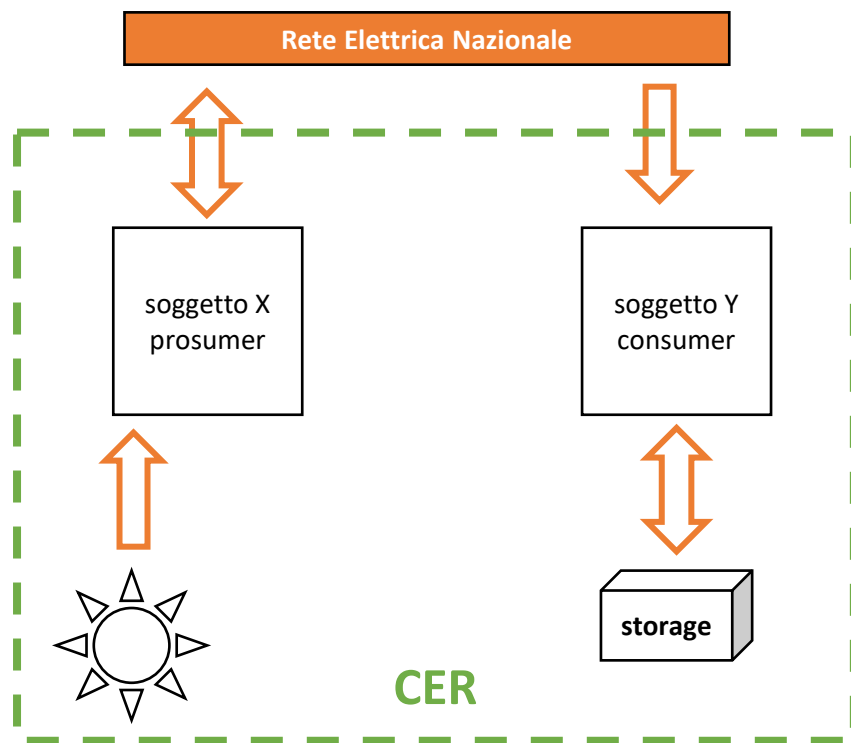 Rete Elettrica Nazionale
soggetto X
prosumer
soggetto Y
consumer
storage
CER